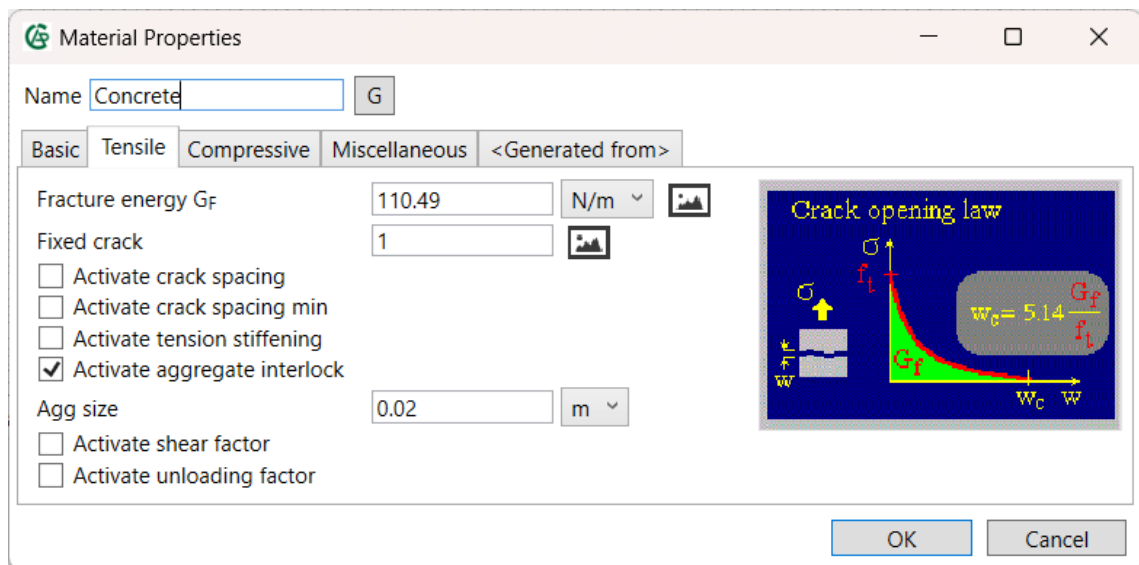 Material Properties
Name Concrete G
Basic Tensile Compressive Miscellaneous <Generated from>
Fracture energy GF 110.49 N/m
Fixed crack 1
Activate crack spacing
Activate crack spacing min
Activate tension stiffening
Activate aggregate interlock
Agg size 0.02 m
Activate shear factor
Activate unloading factor
Crack opening law
σ
ft
σ
wc= 5.14 Gf
ft
Gf
w
wc w
OK Cancel